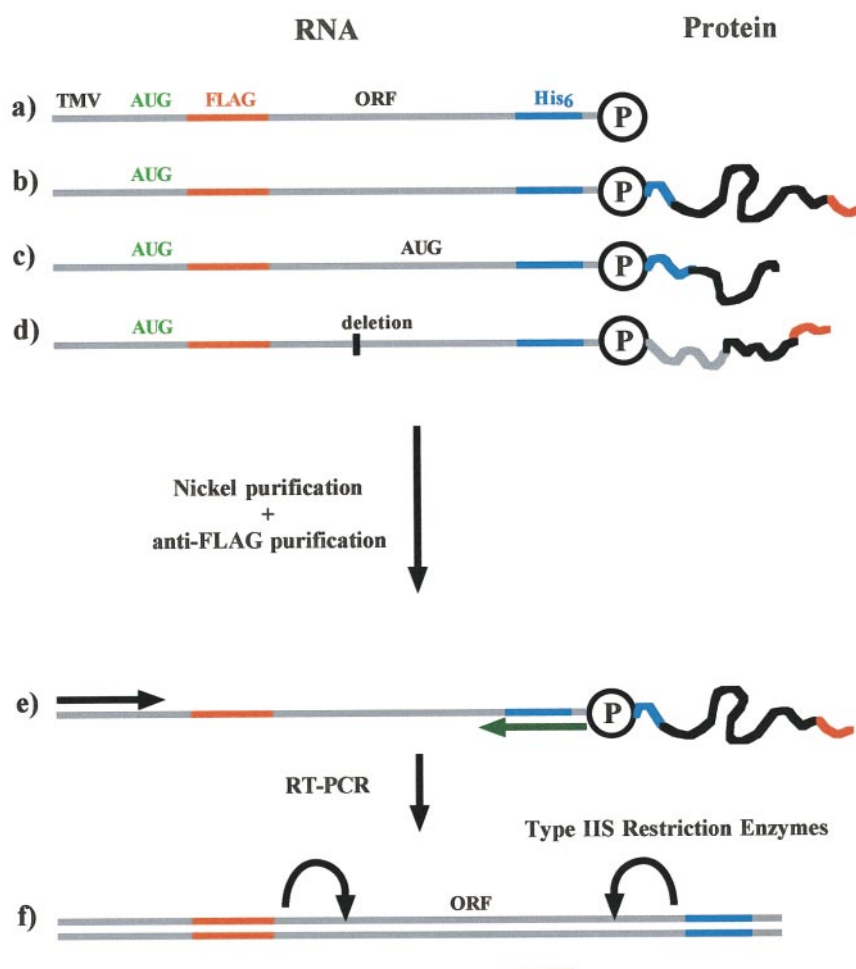 RNA Protein
a) TMV AUG FLAG ORF His6 P
b) AUG P
c) AUG AUG P
d) AUG deletion P
Nickel purification
+
anti-FLAG purification
e) P
RT-PCR
Type IIS Restriction Enzymes
f) ORF